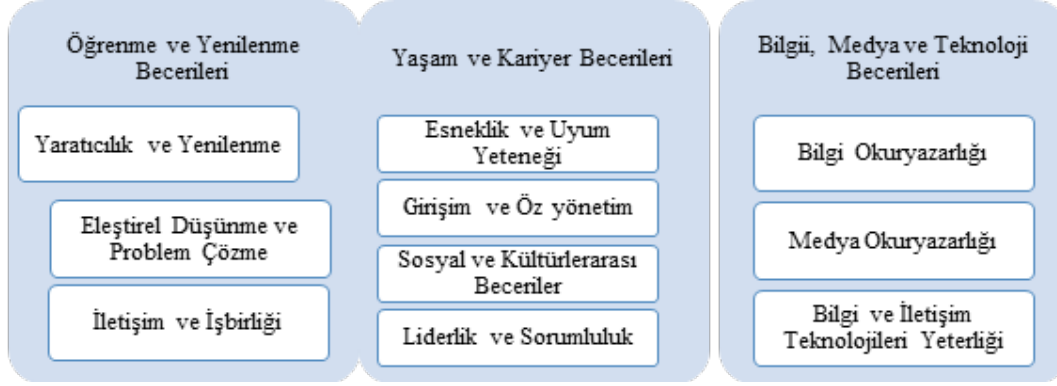 Öğrenme ve Yenilenme
Becerileri
Yaratıcılık ve Yenilenme
Eleştirel Düşünme ve
Problem Çözme
İletişim ve İşbirliği
Yaşam ve Kariyer Becerileri
Esneklik ve Uyum
Yeteneği
Girişim ve Öz yönetim
Sosyal ve Kültürlerarası
Beceriler
Liderlik ve Sorumluluk
Bilgii, Medya ve Teknoloji
Becerileri
Bilgi Okuryazarlığı
Medya Okuryazarlığı
Bilgi ve İletişim
Teknolojileri Yeterliği